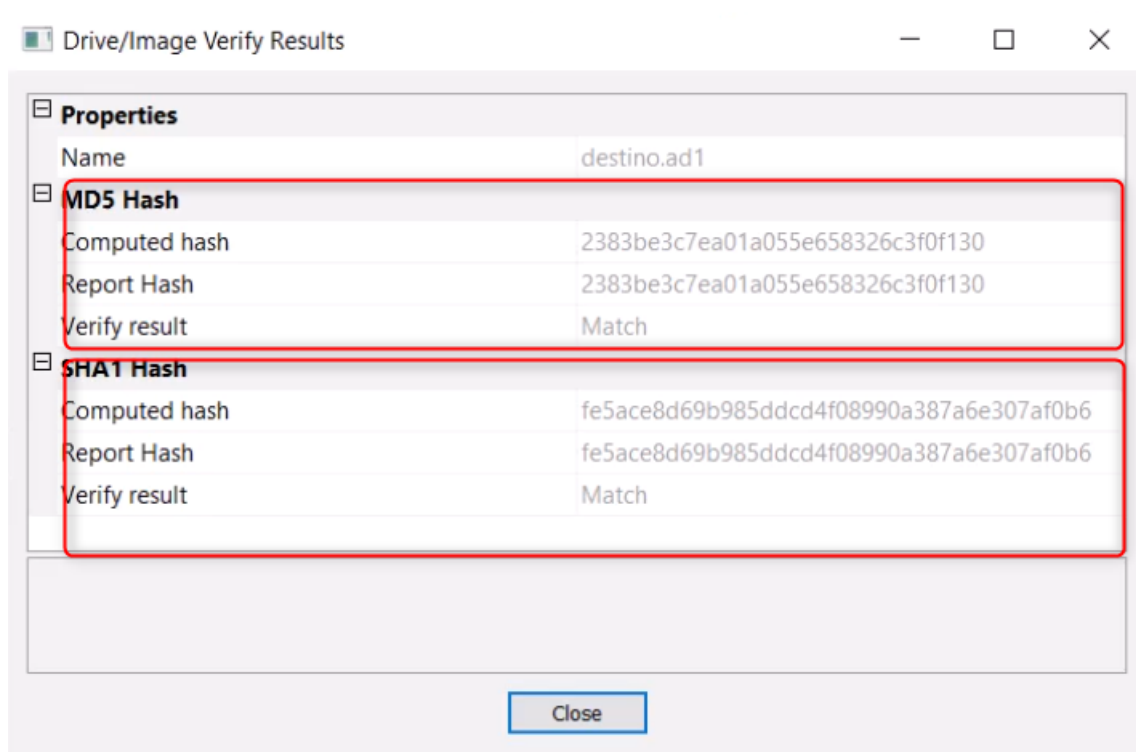 Drive/Image Verify Results
Properties
Name destino.ad1
MD5 Hash
Computed hash 2383be3c7ea01a055e658326c3f0f130
Report Hash 2383be3c7ea01a055e658326c3f0f130
Verify result Match
SHA1 Hash
Computed hash fe5ace8d69b985ddcd4f08990a387a6e307af0b6
Report Hash fe5ace8d69b985ddcd4f08990a387a6e307af0b6
Verify result Match
Close